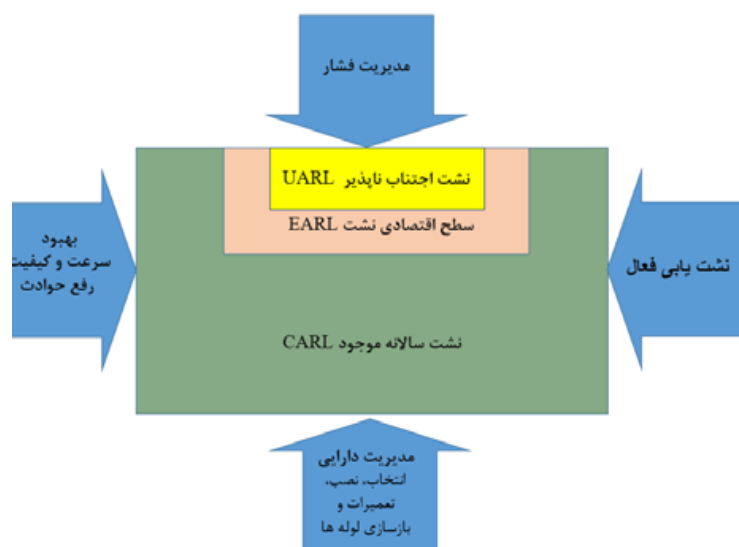 مدیریت فشار
نشت اجتناب ناپذیر UARL
سطح اقتصادی نشت EARL
بهبود
سرعت و کیفیت
رفع حوادث
نشت یابی فعال
نشت سالانه موجود CARL
مدیریت دارایی
انتخاب، نصب،
تعمیرات و
بازسازی لوله ها